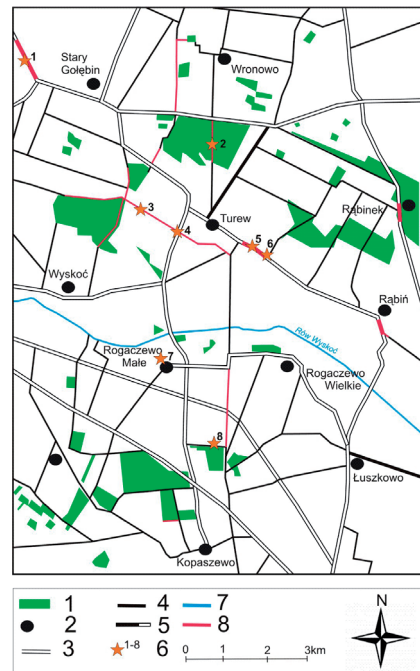 1
Stary
Gołębin
Wronowo
2
Rąbinek
3
Turew
4
5
6
Wyskoć
Rąbiń
Rów Wyskoć
Rogaczewo
Małe
7
Rogaczewo
Wielkie
8
Łuszkowo
Kopaszewo
1
4
7
2
5
8
3
1-8
6
0 1 2 3km
N